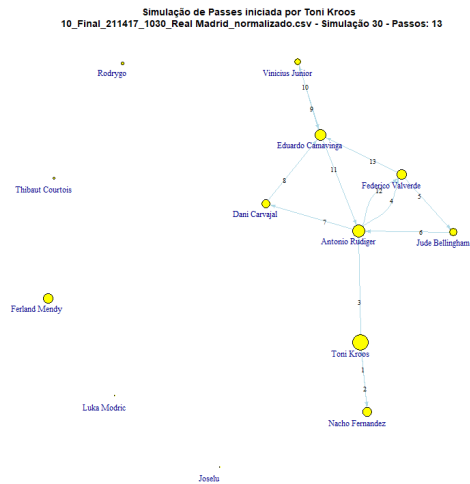 Simulação de Passes iniciada por Toni Kroos
10_Final_211417_1030_Real Madrid_normalizado.csv - Simulação 30 - Passos: 13
Rodrygo
Vinicius Junior
10
9
Eduardo Camavinga
11
13
Thibaut Courtois
8
Federico Valverde
12
4
5
Dani Carvajal
7
6
Antonio Rudiger
Jude Bellingham
3
Ferland Mendy
Toni Kroos
1
2
Luka Modric
Nacho Fernandez
Joselu